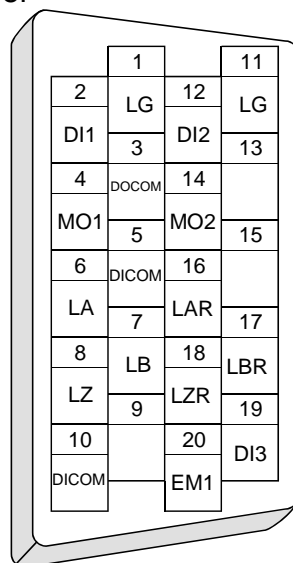 1 11
2 12
LG LG
DI1 DI2
3 13
4 DOCOM 14
MO1 MO2
5 15
6 DICOM 16
LA LAR
7 17
8 LB 18 LBR
LZ LZR
9 19
10 20
DI3
DICOM EM1